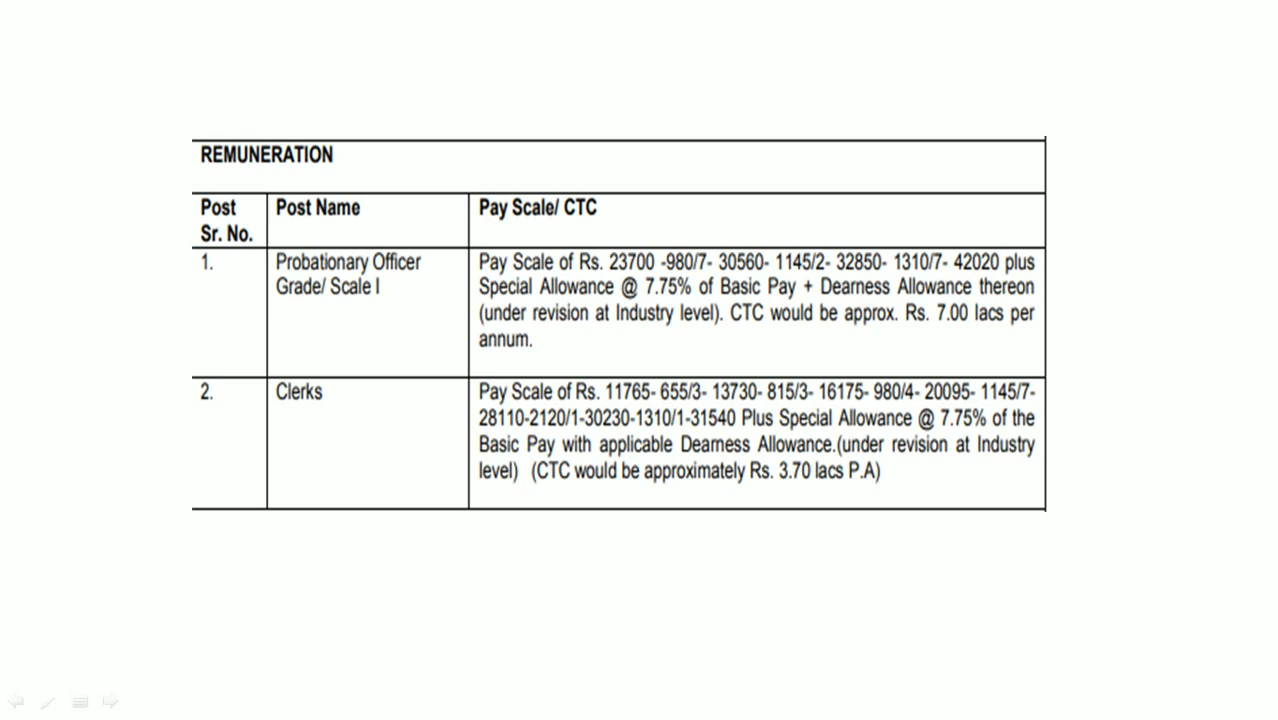 REMUNERATION
Post
Sr. No.
Post Name
Pay Scale/ CTC
1.
Probationary Officer
Grade/ Scale I
Pay Scale of Rs. 23700 -980/7- 30560- 1145/2- 32850- 1310/7- 42020 plus
Special Allowance @ 7.75% of Basic Pay + Dearness Allowance thereon
(under revision at Industry level). CTC would be approx. Rs. 7.00 lacs per
annum.
2.
Clerks
Pay Scale of Rs. 11765- 655/3- 13730- 815/3- 16175- 980/4- 20095- 1145/7-
28110-2120/1-30230-1310/1-31540 Plus Special Allowance @ 7.75% of the
Basic Pay with applicable Dearness Allowance.(under revision at Industry
level) (CTC would be approximately Rs. 3.70 lacs P.A)